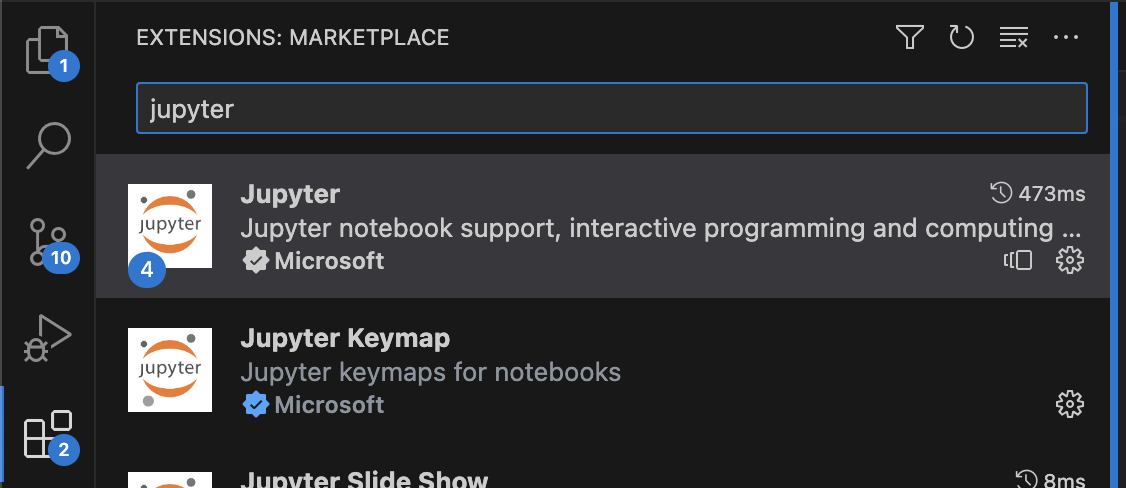 EXTENSIONS: MARKETPLACE
1
jupyter
Jupyter
473ms
jupyter
Jupyter notebook support, interactive programming and computing ...
4
Microsoft
10
Jupyter Keymap
jupyter
Jupyter keymaps for notebooks
Microsoft
2
Jupyter Slide Show
8ms